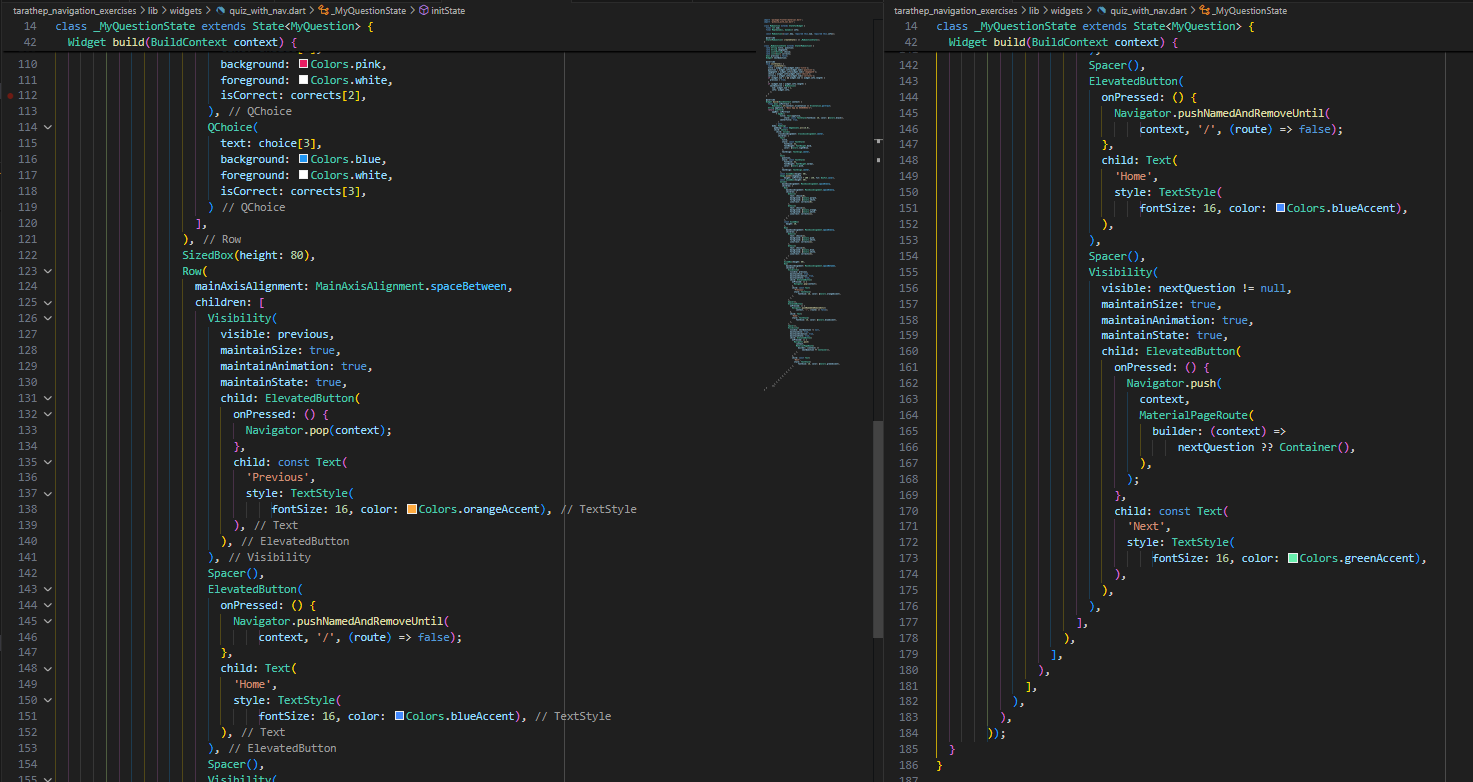 tarathep_navigation_exercises > lib > widgets > quiz_with_nav.dart > _MyQuestionState > initState
14 class _MyQuestionState extends State<MyQuestion> {
42 Widget build(BuildContext context) {
110 background: Colors.pink,
111 foreground: Colors.white,
112 isCorrect: corrects[2],
113 ), // QChoice
114 QChoice(
115 text: choice[3],
116 background: Colors.blue,
117 foreground: Colors.white,
118 isCorrect: corrects[3],
119 ) // QChoice
120 ],
121 ), // Row
122 SizedBox(height: 80),
123 Row(
124 mainAxisAlignment: MainAxisAlignment.spaceBetween,
125 children: [
126 Visibility(
127 visible: previous,
128 maintainSize: true,
129 maintainAnimation: true,
130 maintainState: true,
131 child: ElevatedButton(
132 onPressed: () {
133 Navigator.pop(context);
134 },
135 child: const Text(
136 'Previous',
137 style: TextStyle(
138 fontSize: 16, color: Colors.orangeAccent), // TextStyle
139 ), // Text
140 ), // ElevatedButton
141 ), // Visibility
142 Spacer(),
143 ElevatedButton(
144 onPressed: () {
145 Navigator.pushNamedAndRemoveUntil(
146 context, '/', (route) => false);
147 },
148 child: Text(
149 'Home',
150 style: TextStyle(
151 fontSize: 16, color: Colors.blueAccent), // TextStyle
152 ), // Text
153 ), // ElevatedButton
154 Spacer(),
155 Visibility(
tarathep_navigation_exercises > lib > widgets > quiz_with_nav.dart > _MyQuestionState
14 class _MyQuestionState extends State<MyQuestion> {
42 Widget build(BuildContext context) {
142 Spacer(),
143 ElevatedButton(
144 onPressed: () {
145 Navigator.pushNamedAndRemoveUntil(
146 context, '/', (route) => false);
147 },
148 child: Text(
149 'Home',
150 style: TextStyle(
151 fontSize: 16, color: Colors.blueAccent),
152 ),
153 ),
154 Spacer(),
155 Visibility(
156 visible: nextQuestion != null,
157 maintainSize: true,
158 maintainAnimation: true,
159 maintainState: true,
160 child: ElevatedButton(
161 onPressed: () {
162 Navigator.push(
163 context,
164 MaterialPageRoute(
165 builder: (context) =>
166 nextQuestion ?? Container(),
167 ),
168 );
169 },
170 child: const Text(
171 'Next',
172 style: TextStyle(
173 fontSize: 16, color: Colors.greenAccent),
174 ),
175 ),
176 ),
177 ],
178 ),
179 ],
180 ),
181 ],
182 ),
183 ),
184 ));
185 }
186 }
187